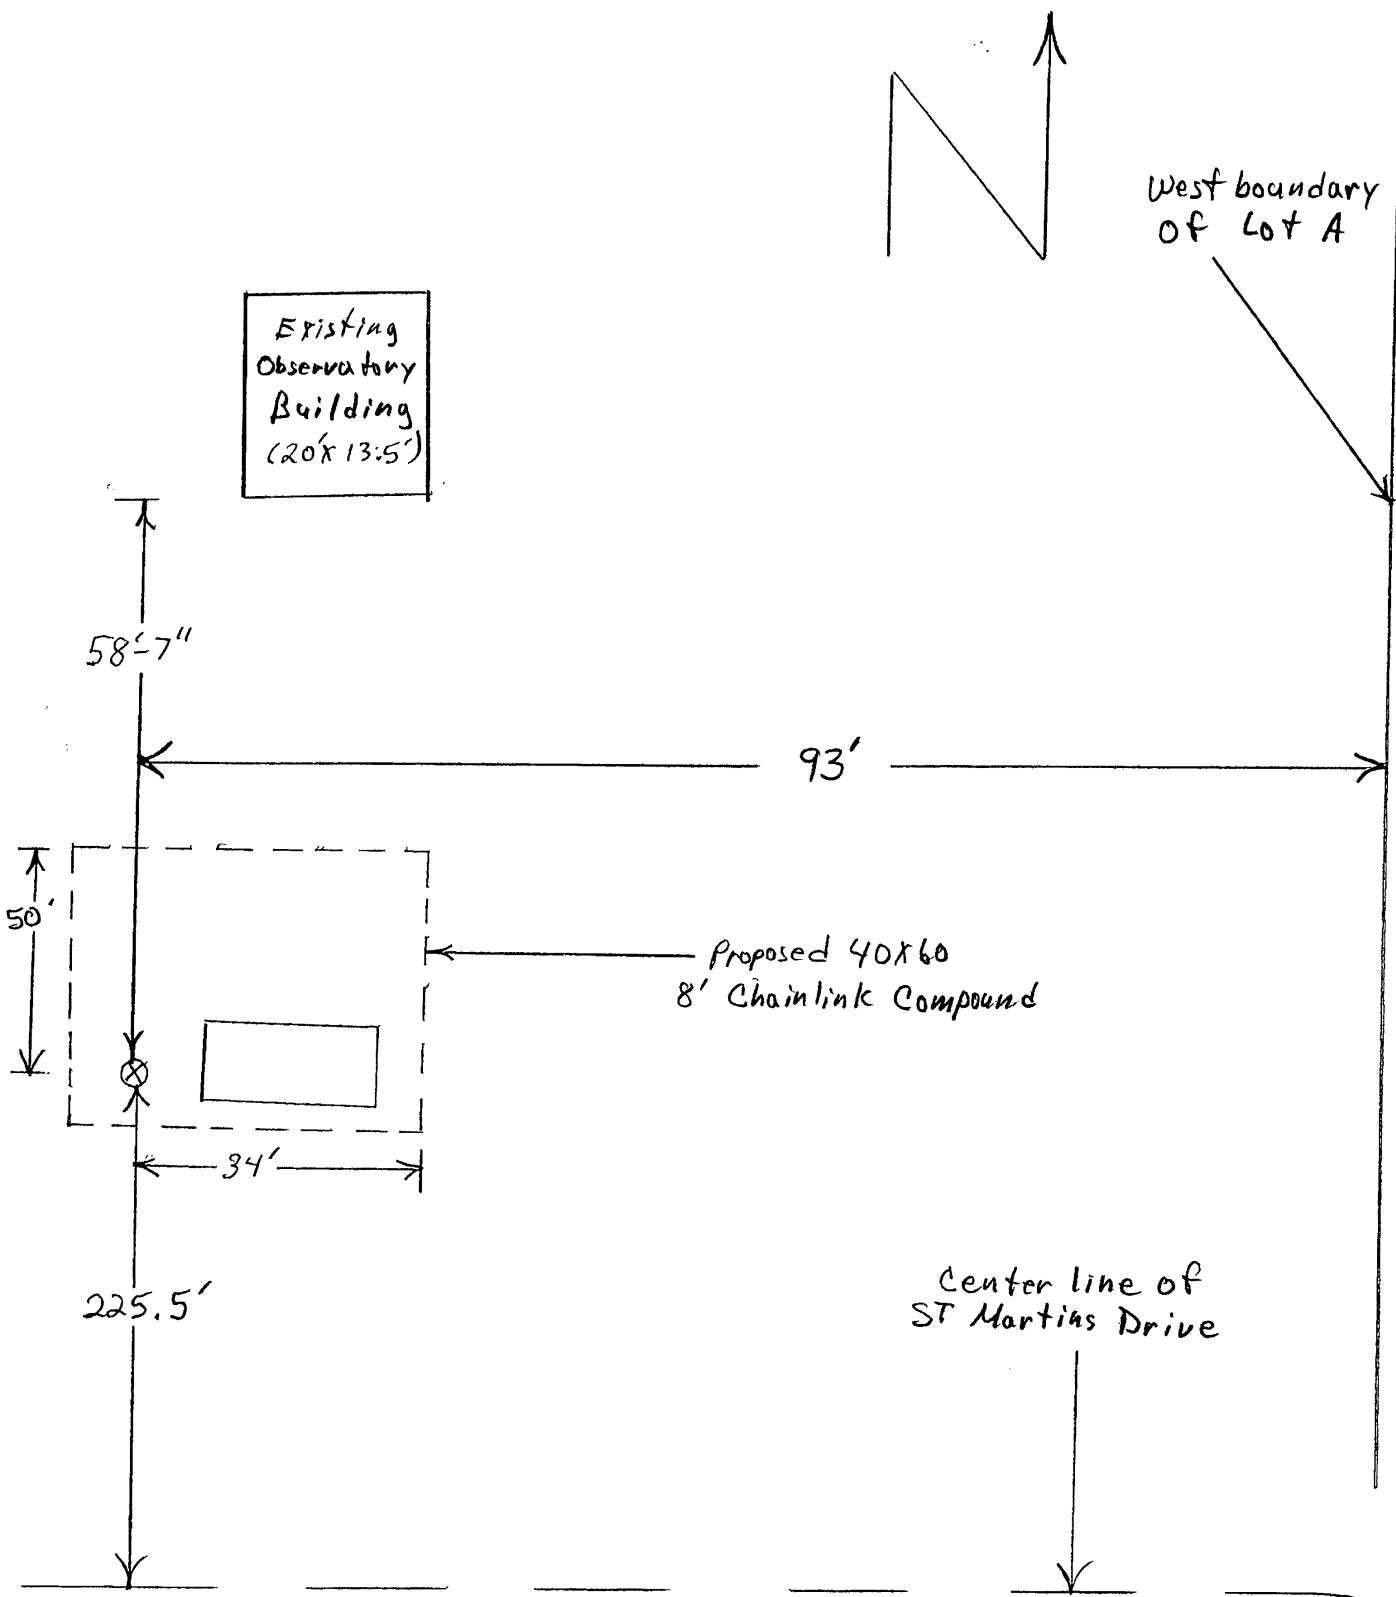 N
West boundary
of Lot A
Existing
Observatory
Building
(20'X 13.5')
58'-7"
93'
50'
Proposed 40X60
8' Chainlink Compound
34'
225.5'
Center line of
ST Martins Drive